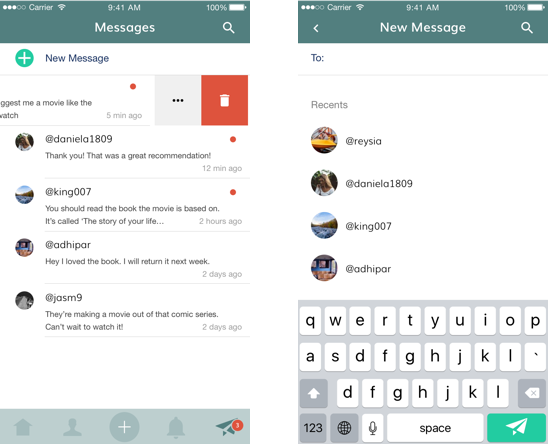 Carrier
9:41 AM
100%
Messages
New Message
ggest me a movie like the
watch
5 min ago
@daniela1809
Thank you! That was a great recommendation!
12 min ago
@king007
You should read the book the movie is based on.
It's called ‘The story of your life... 2 hours ago
@adhipar
Hey I loved the book. I will return it next week.
2 days ago
@jasm9
They're making a movie out of that comic series.
Can't wait to watch it! 2 days ago
3
Carrier
9:41 AM
100%
New Message
To:
Recents
@reysia
@daniela1809
@king007
@adhipar
q w e r t y u i o p
a s d f g h j k l `
d f g h j k l
123 space